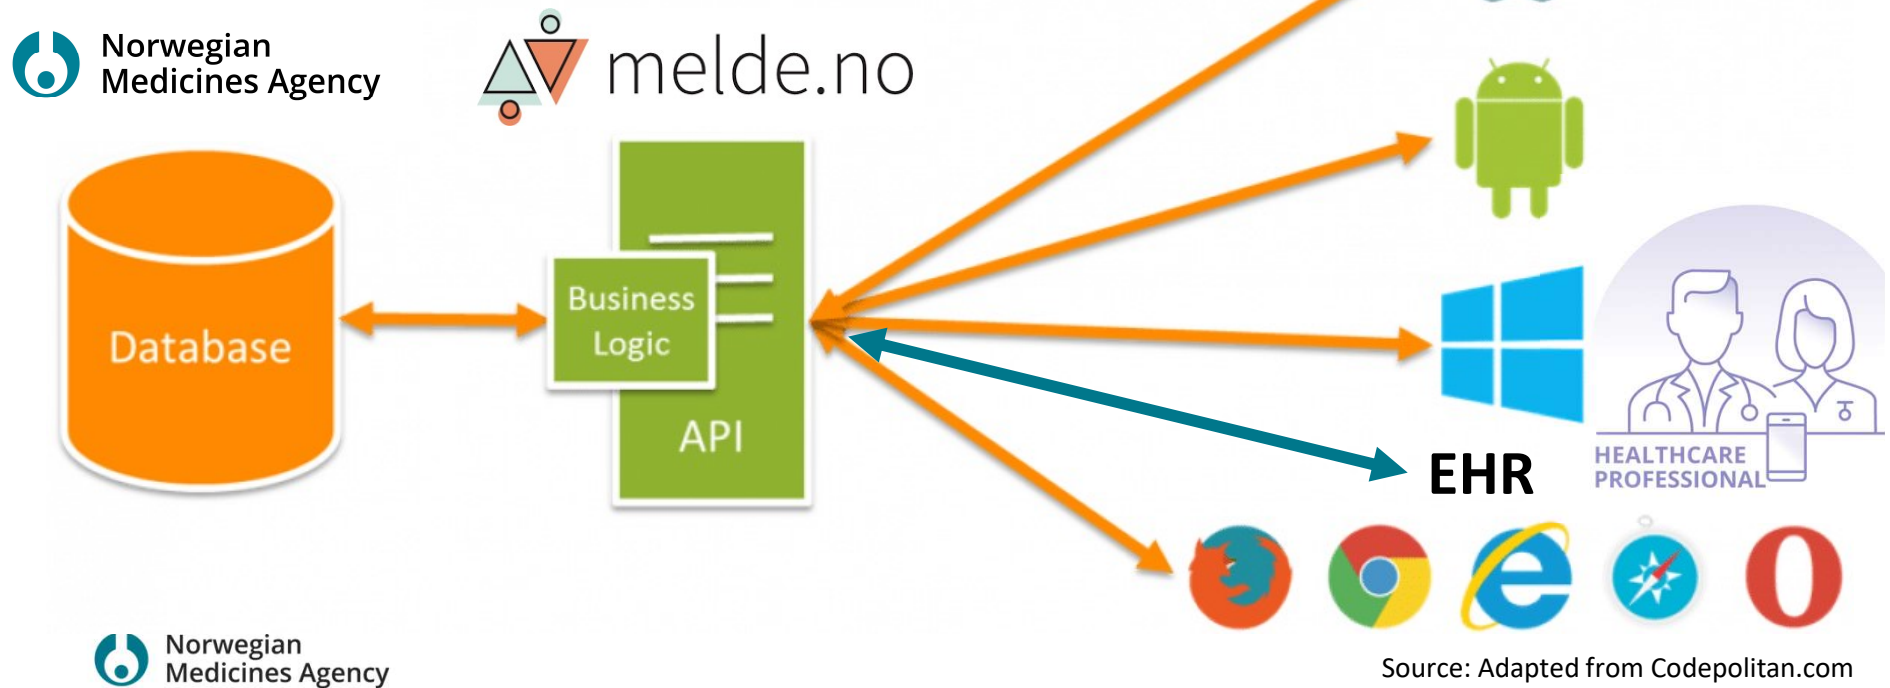 Norwegian
Medicines Agency
melde.no
Database
Business
Logic
API
EHR
HEALTHCARE
PROFESSIONAL
Norwegian
Medicines Agency
Source: Adapted from Codepolitan.com